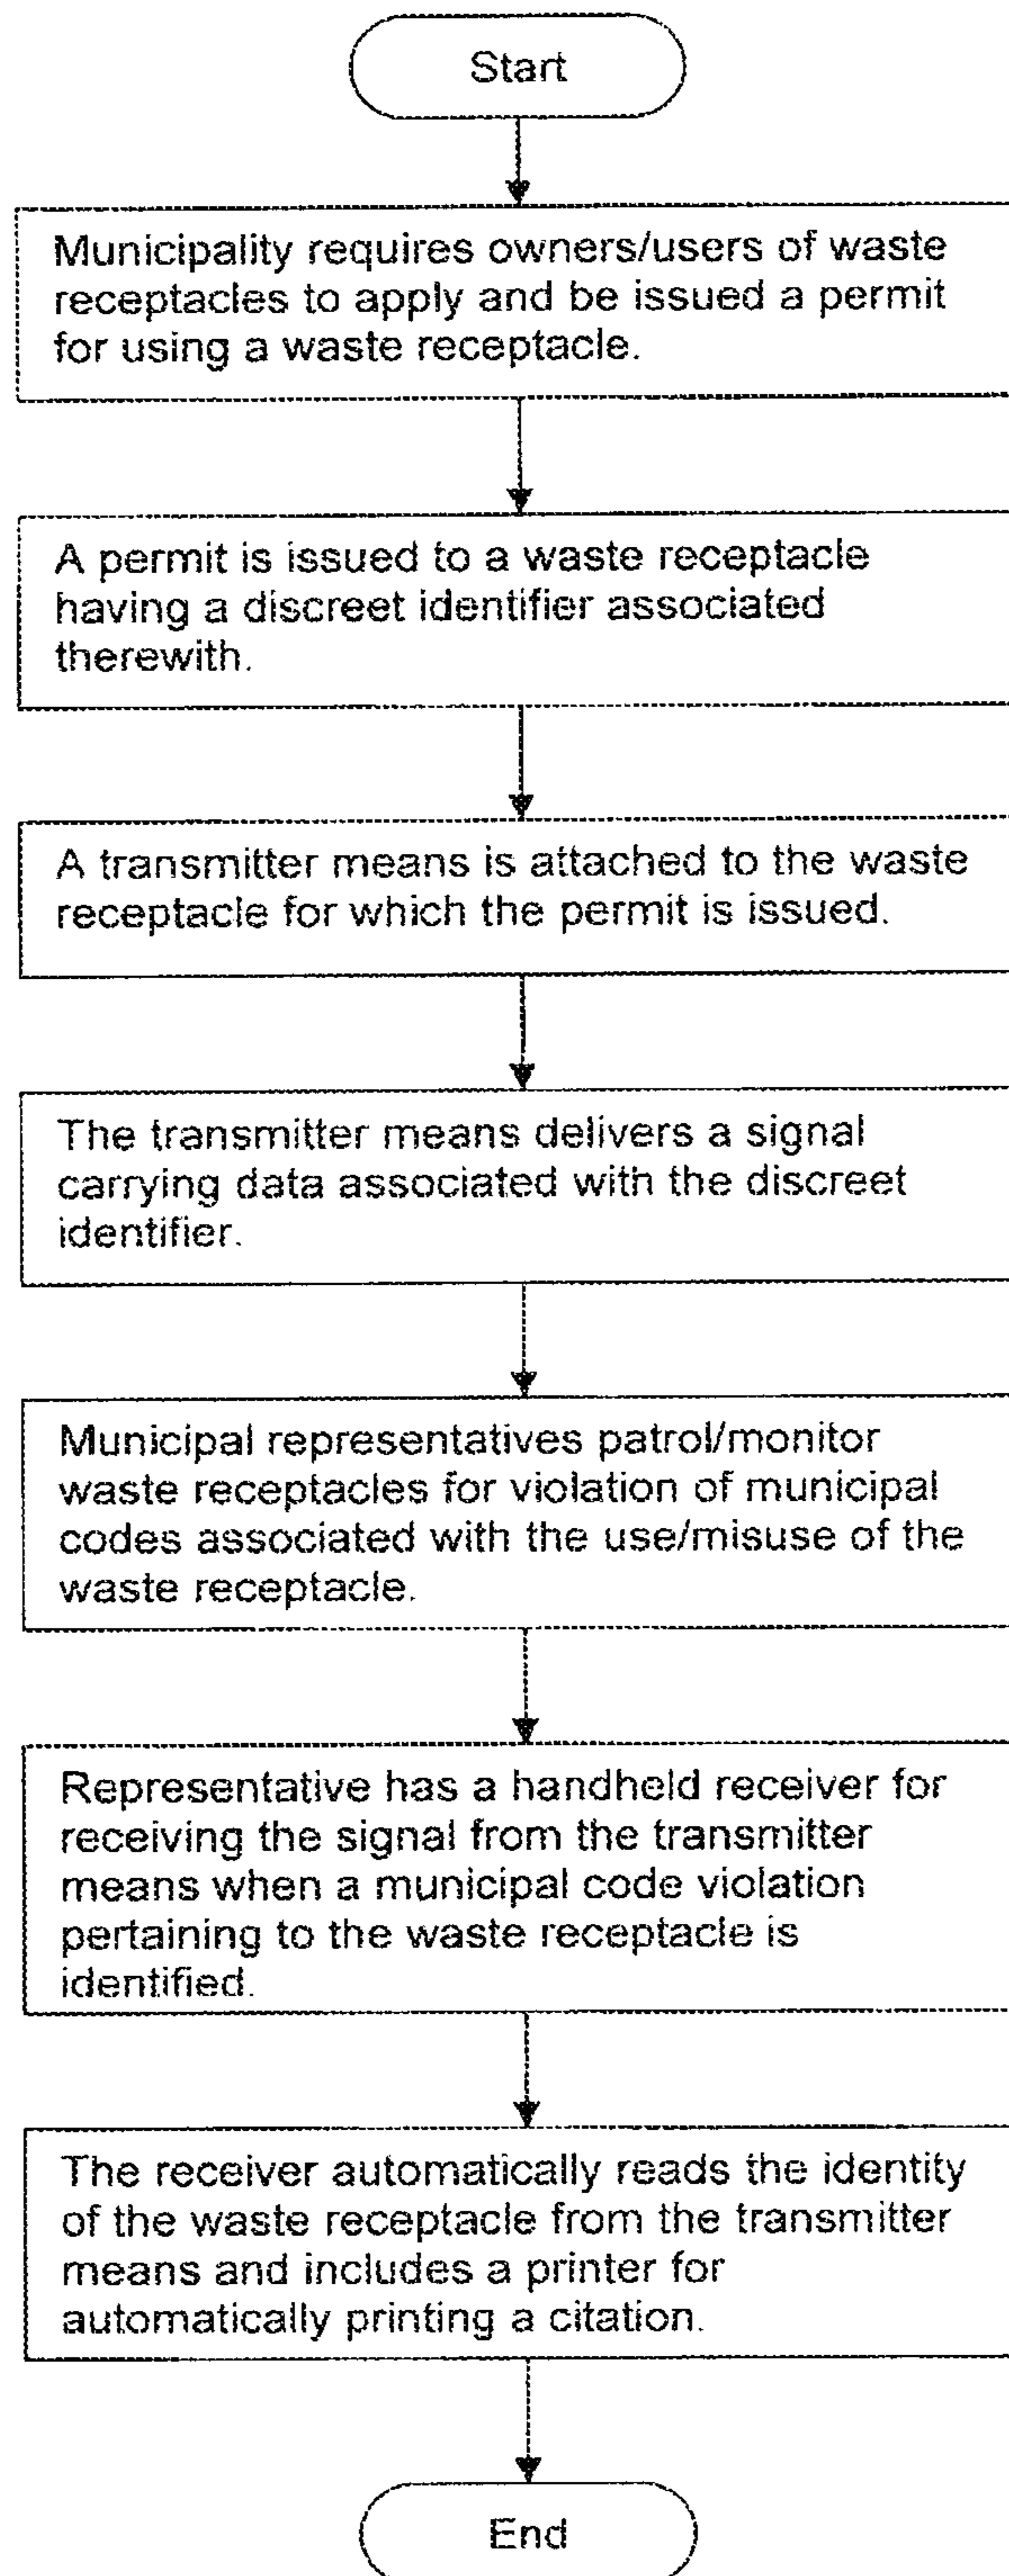 Start
Municipality requires owners/users of waste
receptacles to apply and be issued a permit
for using a waste receptacle.
A permit is issued to a waste receptacle
having a discreet identifier associated
therewith.
A transmitter means is attached to the waste
receptacle for which the permit is issued.
The transmitter means delivers a signal
carrying data associated with the discreet
identifier.
Municipal representatives patrol/monitor
waste receptacles for violation of municipal
codes associated with the use/misuse of the
waste receptacle.
Representative has a handheld receiver for
receiving the signal from the transmitter
means when a municipal code violation
pertaining to the waste receptacle is
identified.
The receiver automatically reads the identity
of the waste receptacle from the transmitter
means and includes a printer for
automatically printing a citation.
End